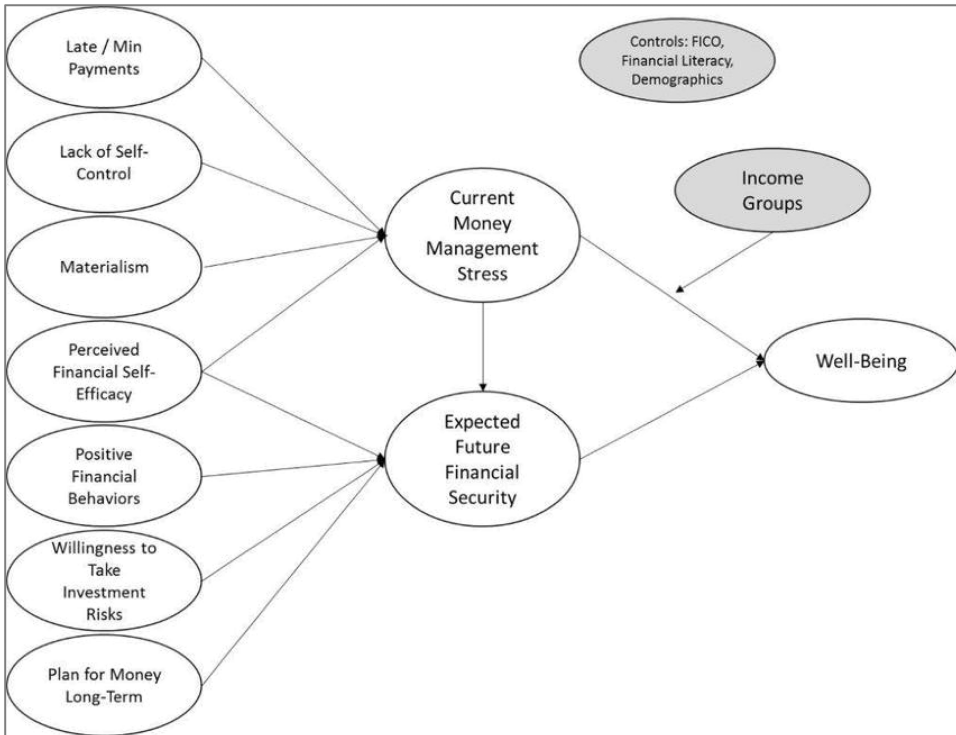 Late / Min
Payments
Lack of Self-
Control
Materialism
Perceived
Financial Self-
Efficacy
Positive
Financial
Behaviors
Willingness to
Take
Investment
Risks
Plan for Money
Long-Term
Current
Money
Management
Stress
Expected
Future
Financial
Security
Controls: FICO,
Financial Literacy,
Demographics
Income
Groups
Well-Being